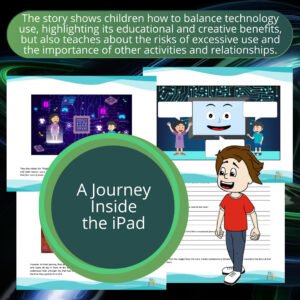 The story shows children how to balance technology
use, highlighting its educational and creative benefits,
but also teaches about the risks of excessive use and
the importance of other activities and relationships.
A Journey
Inside
the iPad